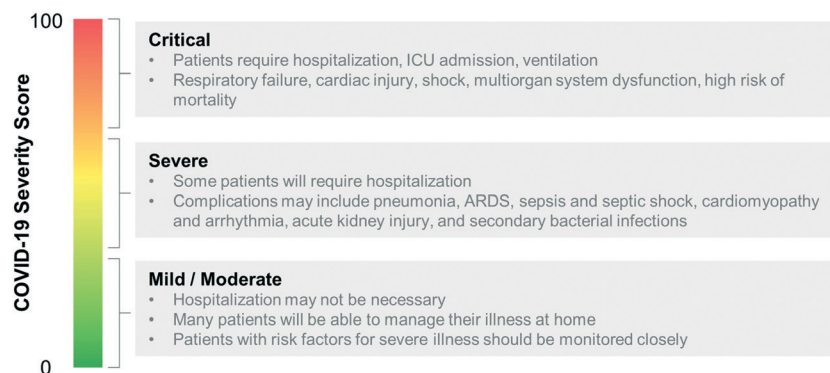 100
COVID-19 Severity Score
0
Critical
• Patients require hospitalization, ICU admission, ventilation
• Respiratory failure, cardiac injury, shock, multiorgan system dysfunction, high risk of
mortality
Severe
• Some patients will require hospitalization
• Complications may include pneumonia, ARDS, sepsis and septic shock, cardiomyopathy
and arrhythmia, acute kidney injury, and secondary bacterial infections
Mild / Moderate
• Hospitalization may not be necessary
• Many patients will be able to manage their illness at home
• Patients with risk factors for severe illness should be monitored closely